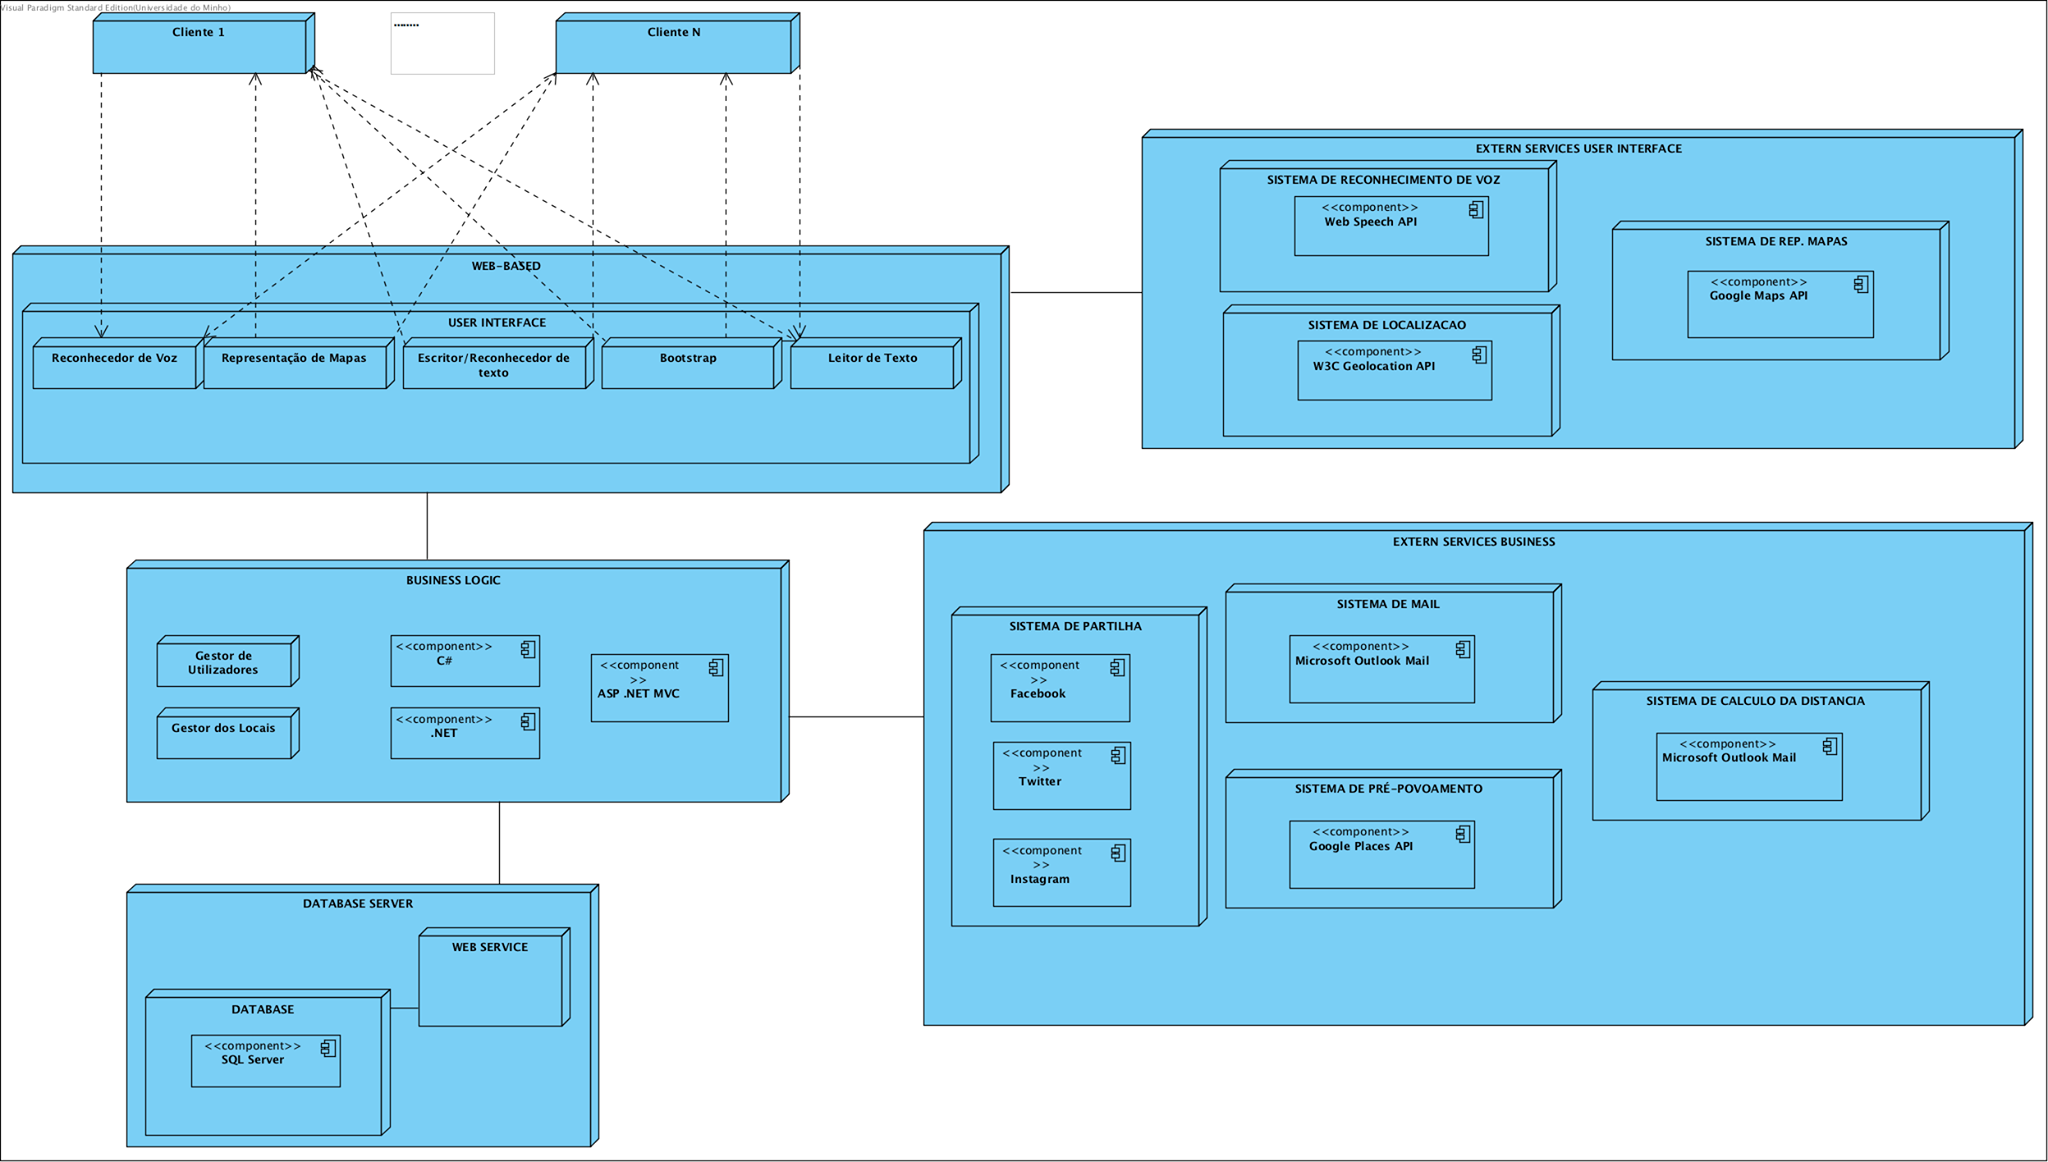 Visual Paradigm Standard Edition(Universidade do Minho)
Cliente 1
........
Cliente N
EXTERN SERVICES USER INTERFACE
SISTEMA DE RECONHECIMENTO DE VOZ
<<component>>
Web Speech API
SISTEMA DE REP. MAPAS
<<component>>
Google Maps API
SISTEMA DE LOCALIZACAO
<<component>>
W3C Geolocation API
WEB-BASED
USER INTERFACE
Reconhecedor de Voz
Representação de Mapas
Escritor/Reconhecedor de
texto
Bootstrap
Leitor de Texto
BUSINESS LOGIC
Gestor de
Utilizadores
<<component>>
C#
<<component
>>
ASP .NET MVC
Gestor dos Locais
<<component>>
.NET
EXTERN SERVICES BUSINESS
SISTEMA DE PARTILHA
<<component
>>
Facebook
<<component
>>
Twitter
<<component
>>
Instagram
SISTEMA DE MAIL
<<component>>
Microsoft Outlook Mail
SISTEMA DE PRÉ-POVOAMENTO
<<component>>
Google Places API
SISTEMA DE CALCULO DA DISTANCIA
<<component>>
Microsoft Outlook Mail
DATABASE SERVER
WEB SERVICE
DATABASE
<<component>>
SQL Server